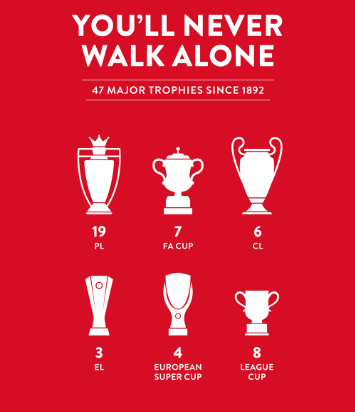 YOU'LL NEVER
WALK ALONE
47 MAJOR TROPHIES SINCE 1892
19
PL
7
FA CUP
6
CL
3
EL
4
EUROPEAN
SUPER CUP
8
LEAGUE
CUP